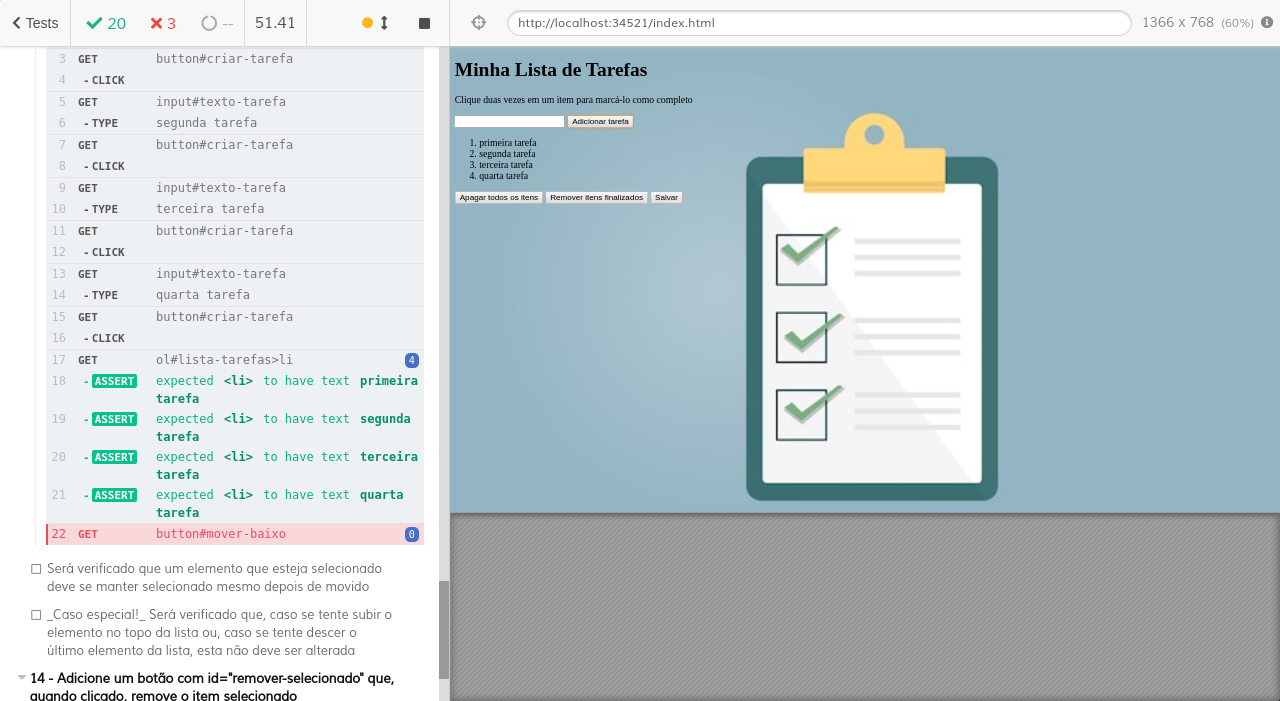 Tests 20 3 -- 51.41
http://localhost:34521/index.html 1366 x 768 (60%)
3 GET button#criar-tarefa
4 -CLICK
5 GET input#texto-tarefa
6 -TYPE segunda tarefa
7 GET button#criar-tarefa
8 -CLICK
9 GET input#texto-tarefa
10 -TYPE terceira tarefa
11 GET button#criar-tarefa
12 -CLICK
13 GET input#texto-tarefa
14 -TYPE quarta tarefa
15 GET button#criar-tarefa
16 -CLICK
17 GET ol#lista-tarefas>li 4
18 -ASSERT expected <li> to have text primeira
tarefa
19 -ASSERT expected <li> to have text segunda
tarefa
20 -ASSERT expected <li> to have text terceira
tarefa
21 -ASSERT expected <li> to have text quarta
tarefa
22 GET button#mover-baixo 0
Será verificado que um elemento que esteja selecionado
deve se manter selecionado mesmo depois de movido
_Caso especial!_ Será verificado que, caso se tente subir o
elemento no topo da lista ou, caso se tente descer o
último elemento da lista, esta não deve ser alterada
14 - Adicione um botão com id="remover-selecionado" que,
quando clicado, remove o item selecionado
Minha Lista de Tarefas
Clique duas vezes em um item para marcá-lo como completo
Adicionar tarefa
1. primeira tarefa
2. segunda tarefa
3. terceira tarefa
4. quarta tarefa
Apagar todos os itens Remover itens finalizados Salvar